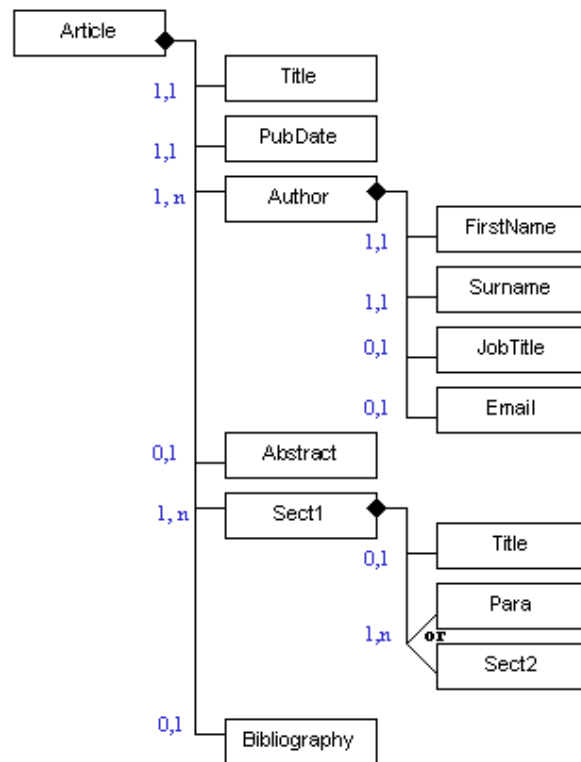 Article
1,1
Title
1,1
PubDate
1, n
Author
1,1
FirstName
1,1
Surname
0,1
JobTitle
0,1
Email
0,1
Abstract
1, n
Sect1
0,1
Title
Para
1,n
or
Sect2
0,1
Bibliography